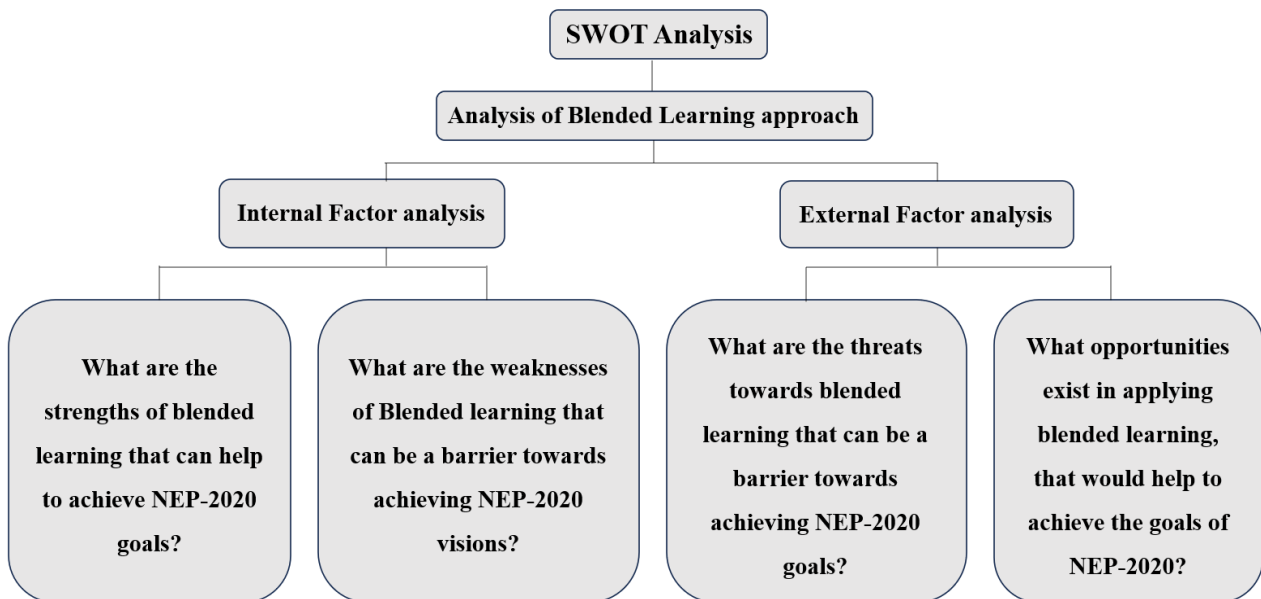 SWOT Analysis
Analysis of Blended Learning approach
Internal Factor analysis
External Factor analysis
What are the
strengths of blended
learning that can help
to achieve NEP-2020
goals?
What are the weaknesses
of Blended learning that
can be a barrier towards
achieving NEP-2020
visions?
What are the threats
towards blended
learning that can be a
barrier towards
achieving NEP-2020
goals?
What opportunities
exist in applying
blended learning,
that would help to
achieve the goals of
NEP-2020?